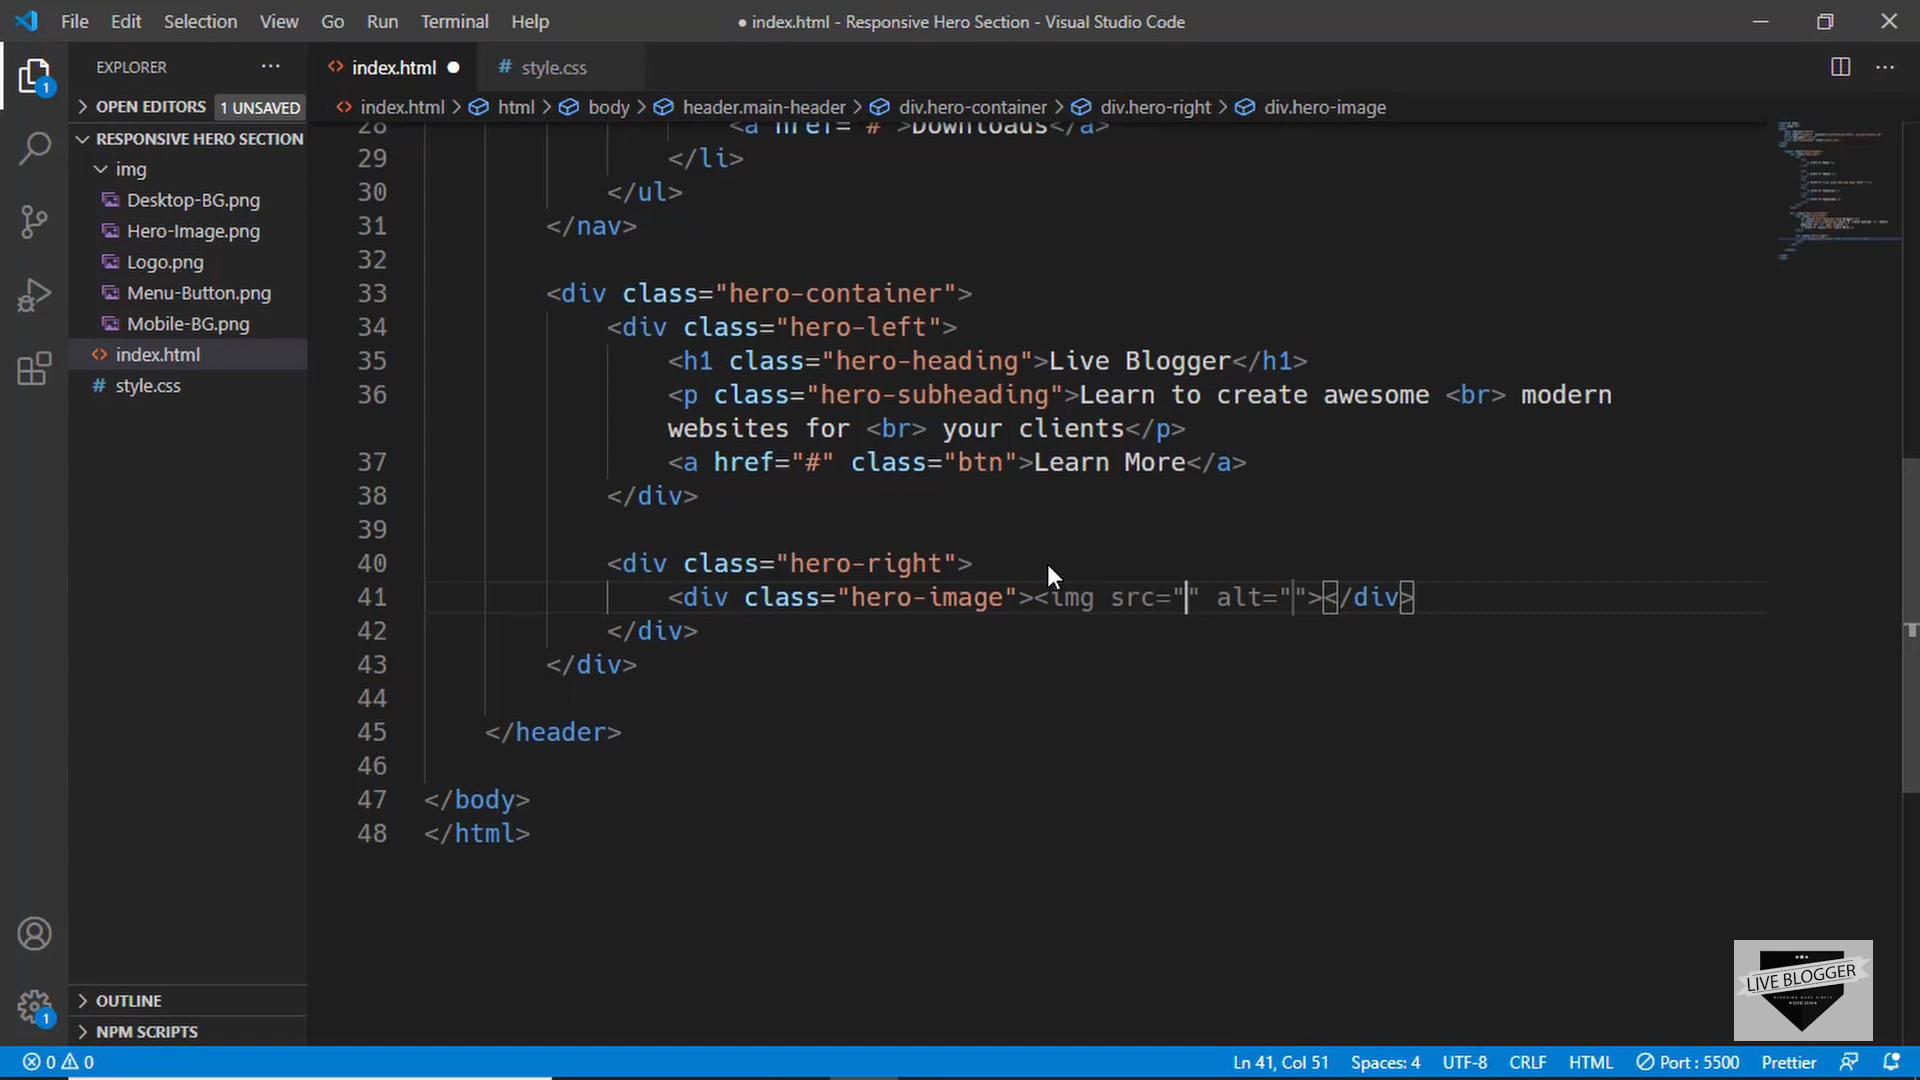 File Edit Selection View Go Run Terminal Help
● index.html - Responsive Hero Section - Visual Studio Code
EXPLORER
index.html
# style.css
OPEN EDITORS 1 UNSAVED
index.html > html > body > header.main-header > div.hero-container > div.hero-right > div.hero-image
RESPONSIVE HERO SECTION
img
Desktop-BG.png
Hero-Image.png
Logo.png
Menu-Button.png
Mobile-BG.png
index.html
# style.css
OUTLINE
NPM SCRIPTS
1
1
28 <a href="#">Downloads</a>
29 </li>
30 </ul>
31 </nav>
32
33 <div class="hero-container">
34 <div class="hero-left">
35 <h1 class="hero-heading">Live Blogger</h1>
36 <p class="hero-subheading">Learn to create awesome <br> modern
websites for <br> your clients</p>
37 <a href="#" class="btn">Learn More</a>
38 </div>
39
40 <div class="hero-right">
41 <div class="hero-image"><img src="" alt=""></div>
42 </div>
43 </div>
44
45 </header>
46
47 </body>
48 </html>
LIVE BLOGGER
0 0
Ln 41, Col 51 Spaces: 4 UTF-8 CRLF HTML Port : 5500 Prettier